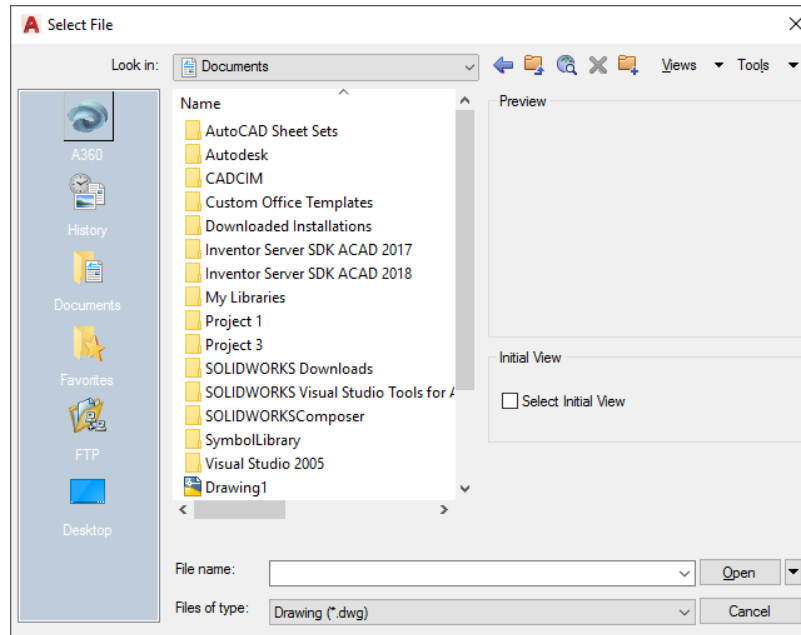 Select File
Look in: Documents Views Tools
A360
History
Documents
Favorites
FTP
Desktop
Name
AutoCAD Sheet Sets
Autodesk
CADCIM
Custom Office Templates
Downloaded Installations
Inventor Server SDK ACAD 2017
Inventor Server SDK ACAD 2018
My Libraries
Project 1
Project 3
SOLIDWORKS Downloads
SOLIDWORKS Visual Studio Tools for A
SOLIDWORKSComposer
SymbolLibrary
Visual Studio 2005
Drawing1
Preview
Initial View
Select Initial View
File name: Open
Files of type: Drawing (*.dwg) Cancel